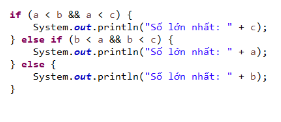 if (a < b && a < c) {
System.out.println("Số lớn nhất: " + c);
} else if (b < a && b < c) {
System.out.println("Số lớn nhất: " + a);
} else {
System.out.println("Số lớn nhất: " + b);
}